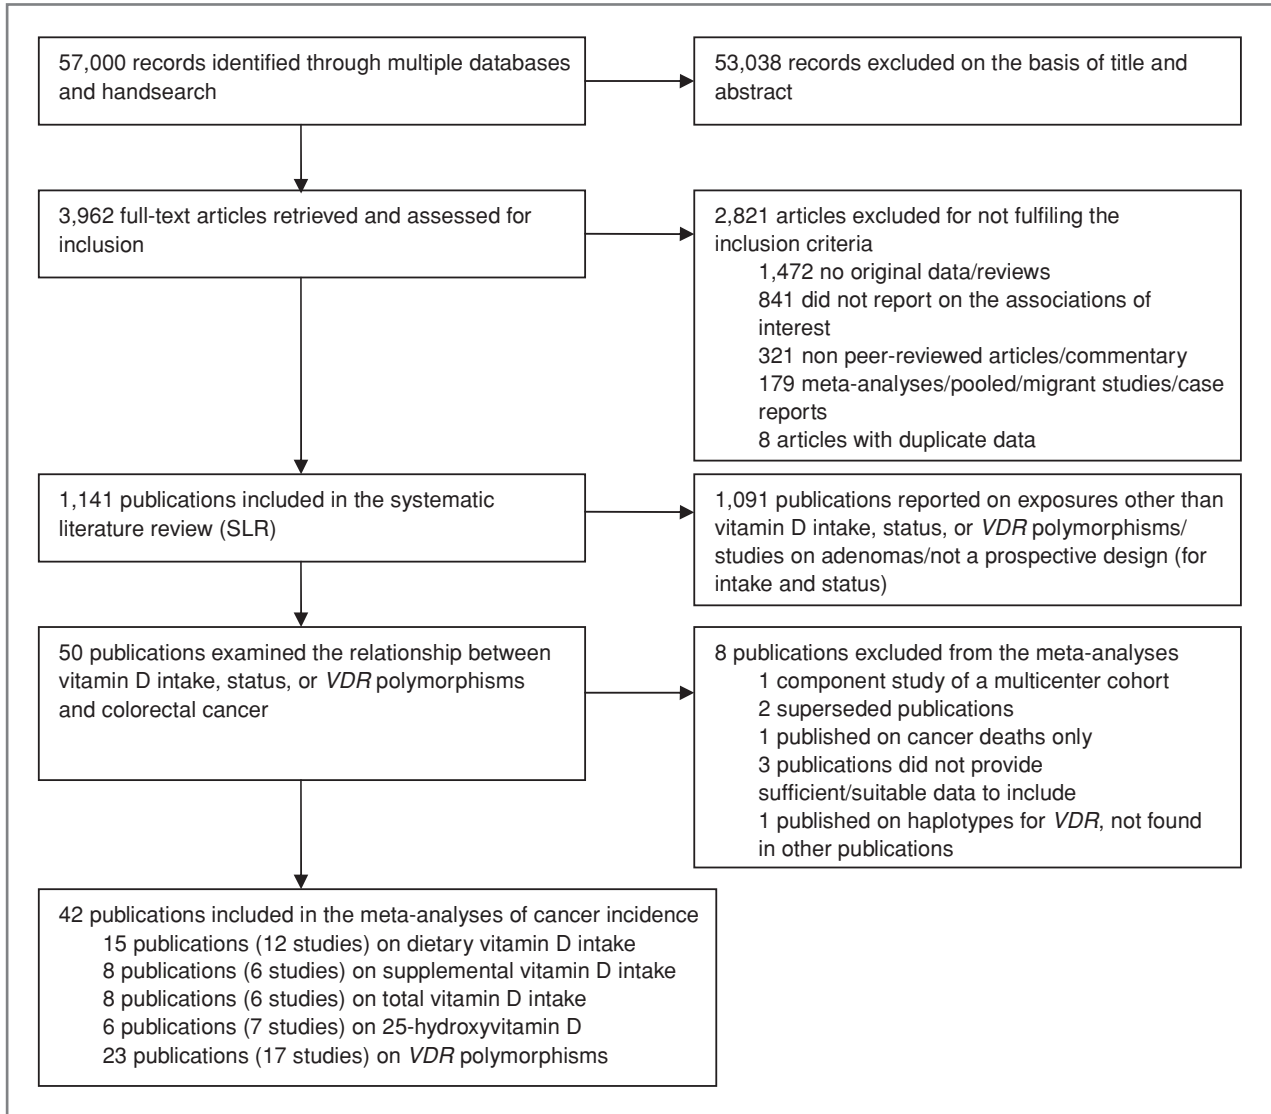 57,000 records identified through multiple databases
and handsearch
53,038 records excluded on the basis of title and
abstract
3,962 full-text articles retrieved and assessed for
inclusion
2,821 articles excluded for not fulfiling the
inclusion criteria
1,472 no original data/reviews
841 did not report on the associations of
interest
321 non peer-reviewed articles/commentary
179 meta-analyses/pooled/migrant studies/case
reports
8 articles with duplicate data
1,141 publications included in the systematic
literature review (SLR)
1,091 publications reported on exposures other than
vitamin D intake, status, or VDR polymorphisms/
studies on adenomas/not a prospective design (for
intake and status)
50 publications examined the relationship between
vitamin D intake, status, or VDR polymorphisms
and colorectal cancer
8 publications excluded from the meta-analyses
1 component study of a multicenter cohort
2 superseded publications
1 published on cancer deaths only
3 publications did not provide
sufficient/suitable data to include
1 published on haplotypes for VDR, not found
in other publications
42 publications included in the meta-analyses of cancer incidence
15 publications (12 studies) on dietary vitamin D intake
8 publications (6 studies) on supplemental vitamin D intake
8 publications (6 studies) on total vitamin D intake
6 publications (7 studies) on 25-hydroxyvitamin D
23 publications (17 studies) on VDR polymorphisms